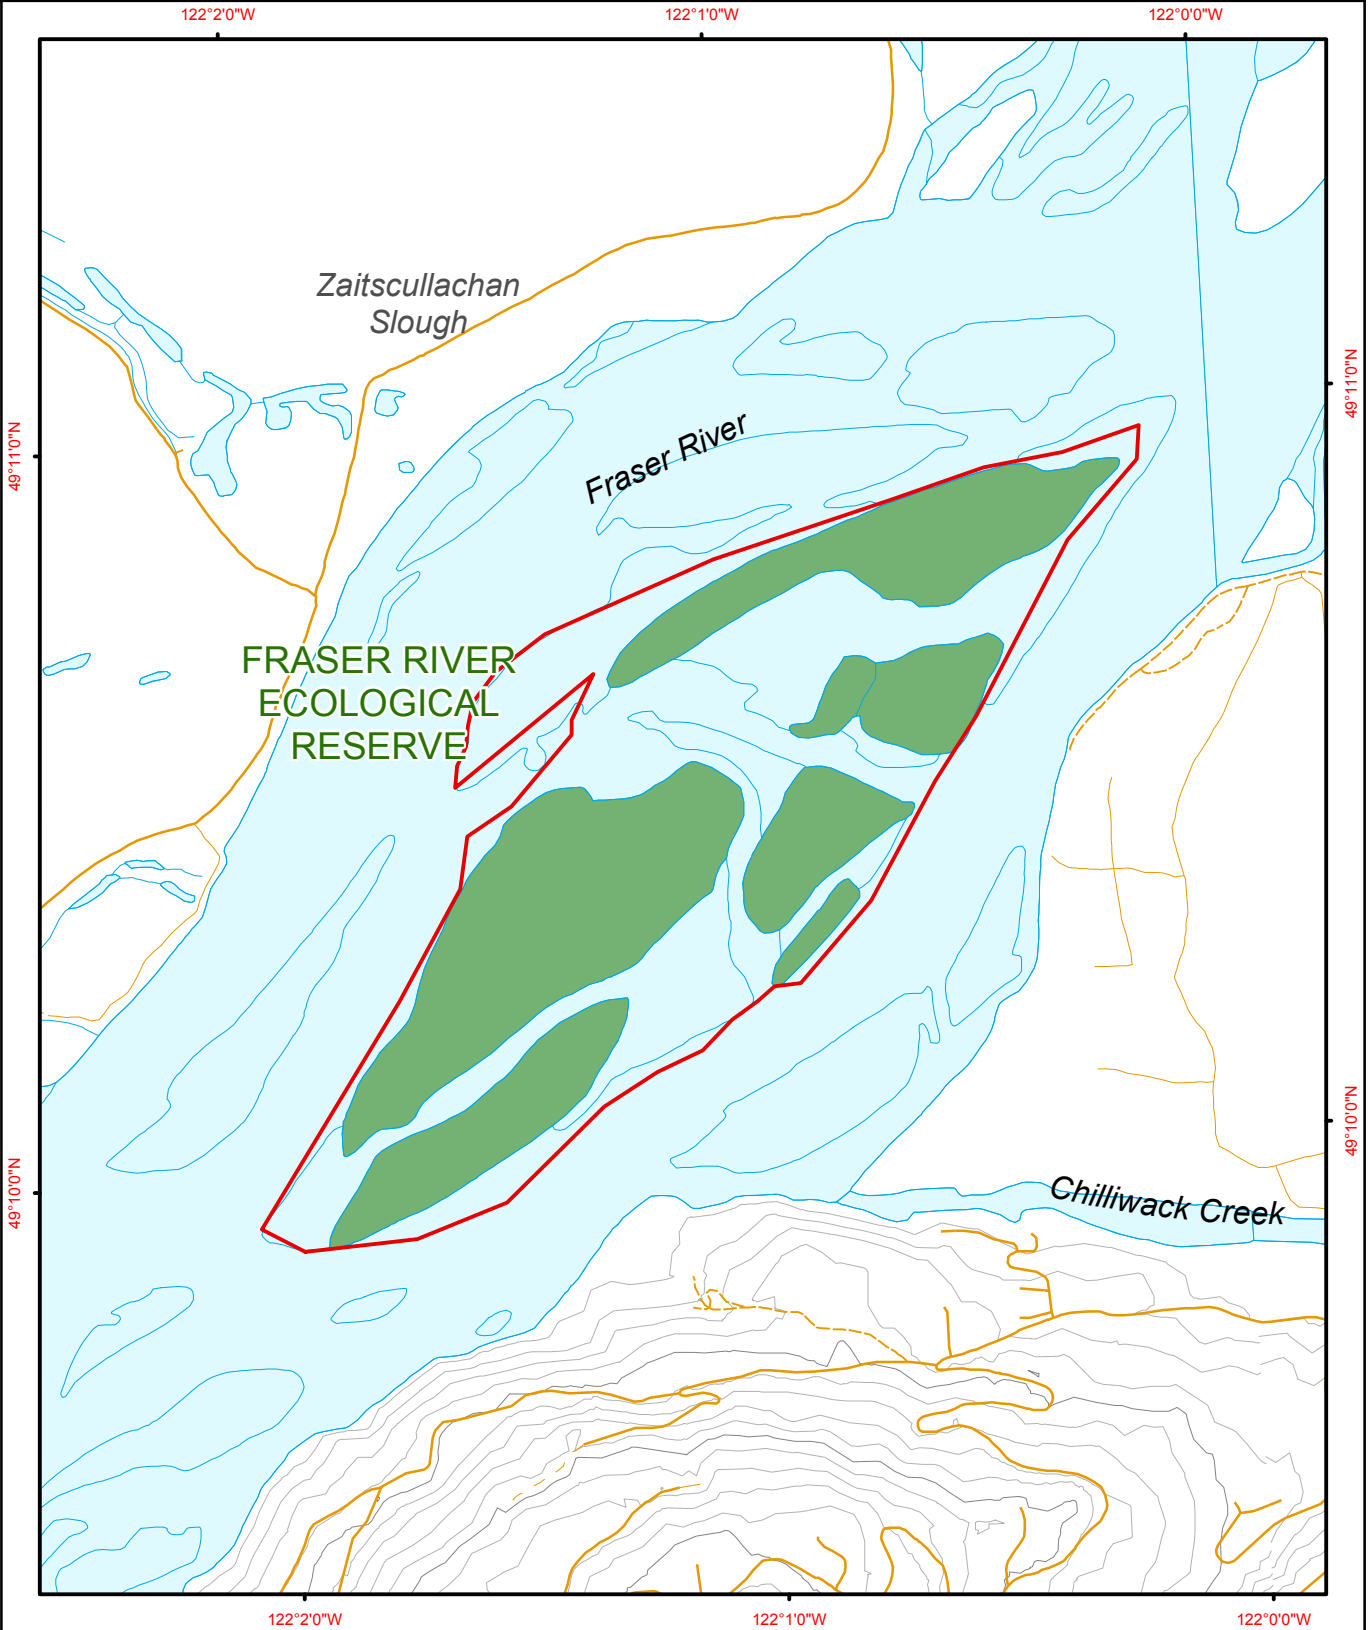 122°2'0"W
122°1'0"W
122°0'0"W
Zaitscullachan
Slough
49°11'0"N
49°11'0"N
Fraser River
FRASER RIVER
ECOLOGICAL
RESERVE
49°10'0"N
49°10'0"N
Chilliwack Creek
122°2'0"W
122°1'0"W
122°0'0"W